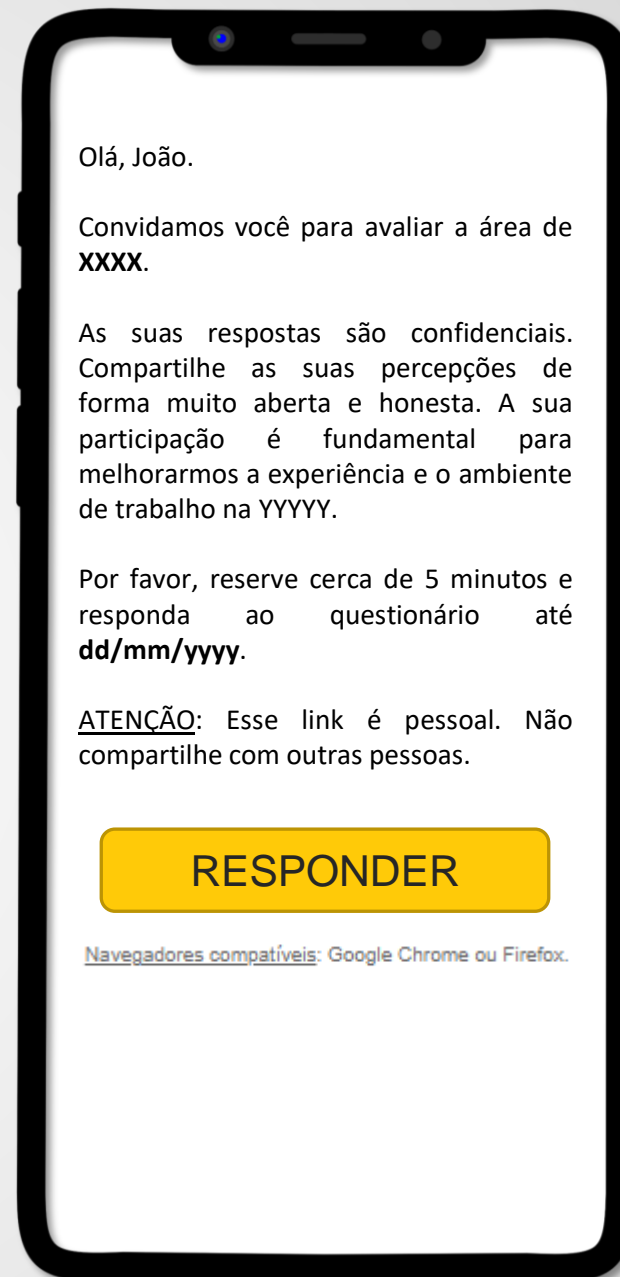 Olá, João.
Convidamos você para avaliar a área de
XXXX.
As suas respostas são confidenciais.
Compartilhe as suas percepções de
forma muito aberta e honesta. A sua
participação é fundamental para
melhorarmos a experiência e o ambiente
de trabalho na YYYYY.
Por favor, reserve cerca de 5 minutos e
responda ao questionário até
dd/mm/yyyy.
ATENÇÃO: Esse link é pessoal. Não
compartilhe com outras pessoas.
RESPONDER
Navegadores compatíveis: Google Chrome ou Firefox.